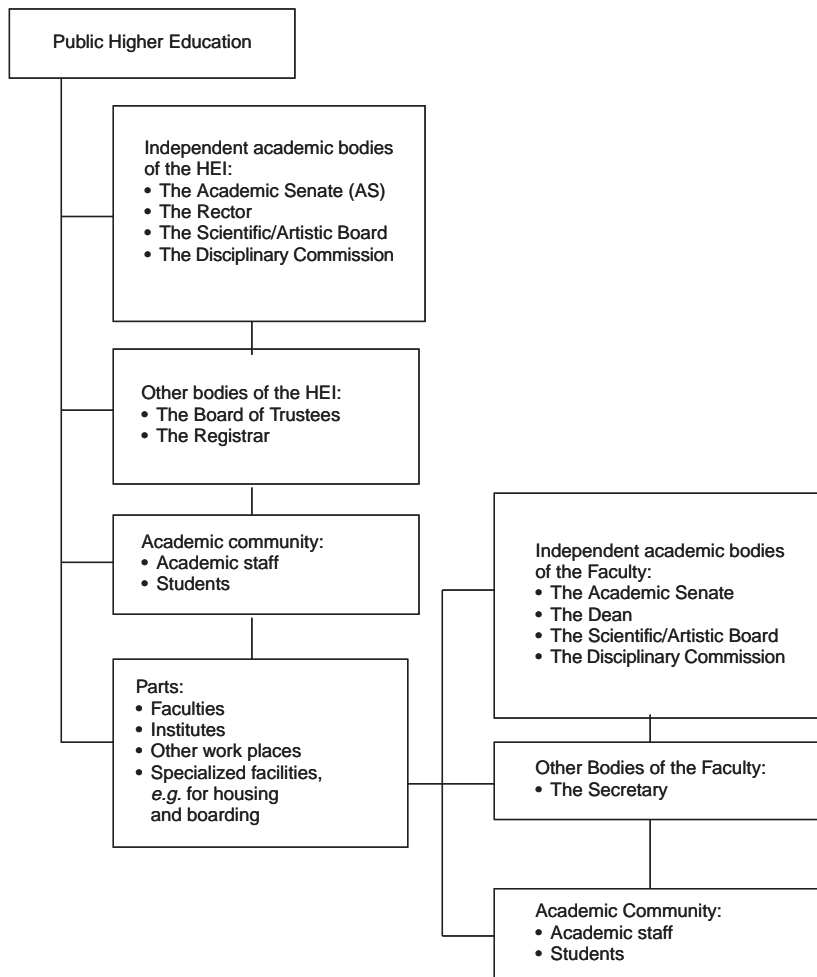 Public Higher Education
Independent academic bodies
of the HEI:
• The Academic Senate (AS)
• The Rector
• The Scientific/Artistic Board
• The Disciplinary Commission
Other bodies of the HEI:
• The Board of Trustees
• The Registrar
Academic community:
• Academic staff
• Students
Parts:
• Faculties
• Institutes
• Other work places
• Specialized facilities,
e.g. for housing
and boarding
Independent academic bodies
of the Faculty:
• The Academic Senate
• The Dean
• The Scientific/Artistic Board
• The Disciplinary Commission
Other Bodies of the Faculty:
• The Secretary
Academic Community:
• Academic staff
• Students